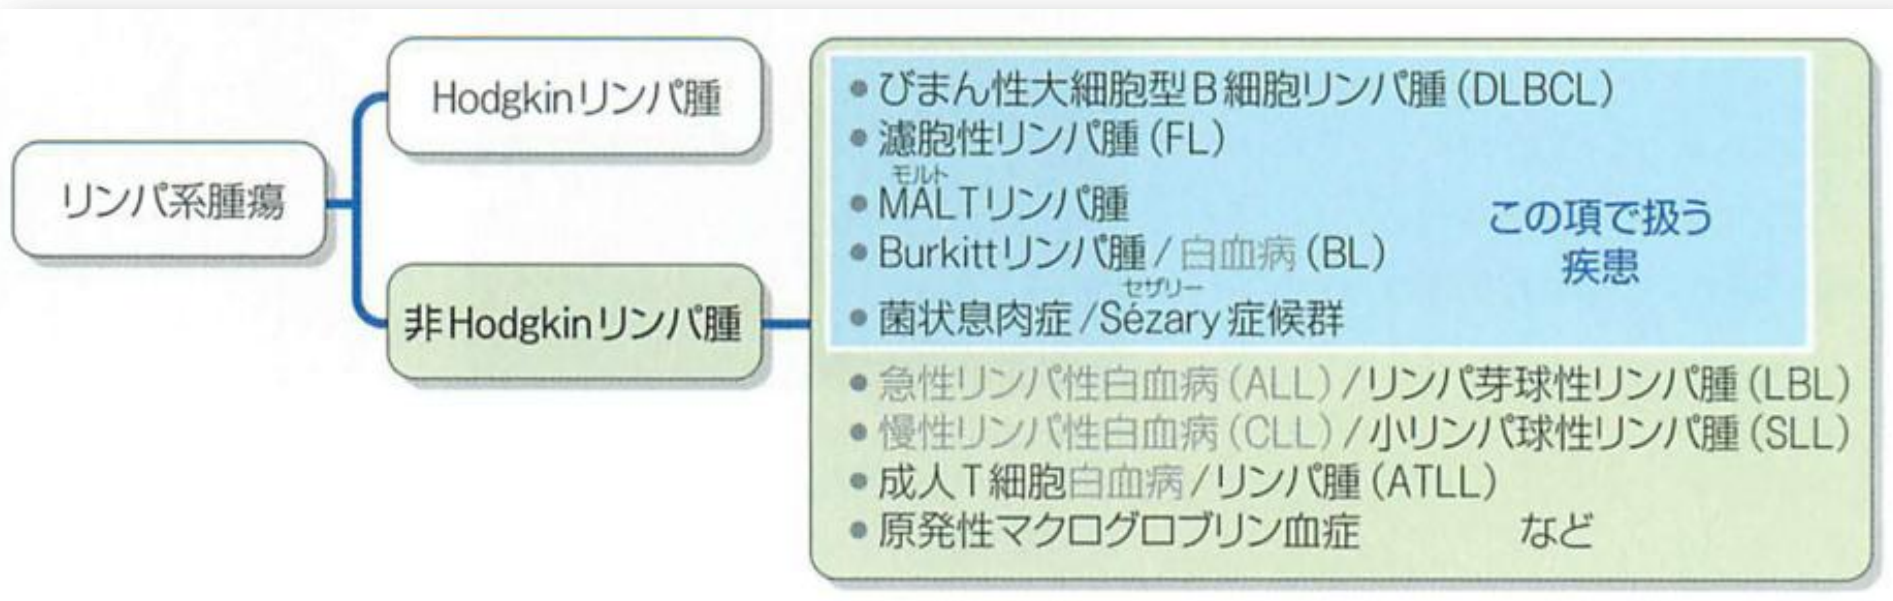 リンパ系腫瘍
Hodgkinリンパ腫
非Hodgkinリンパ腫
●びまん性大細胞型B細胞リンパ腫(DLBCL)
●濾胞性リンパ腫(FL)
モルト
●MALTリンパ腫
●Burkittリンパ腫/白血病(BL)
セザリー
●菌状息肉症/Sézary症候群
この項で扱う
疾患
●急性リンパ性白血病(ALL)/リンパ芽球性リンパ腫(LBL)
●慢性リンパ性白血病(CLL)/小リンパ球性リンパ腫(SLL)
●成人T細胞白血病/リンパ腫(ATLL)
●原発性マクログロブリン血症 など